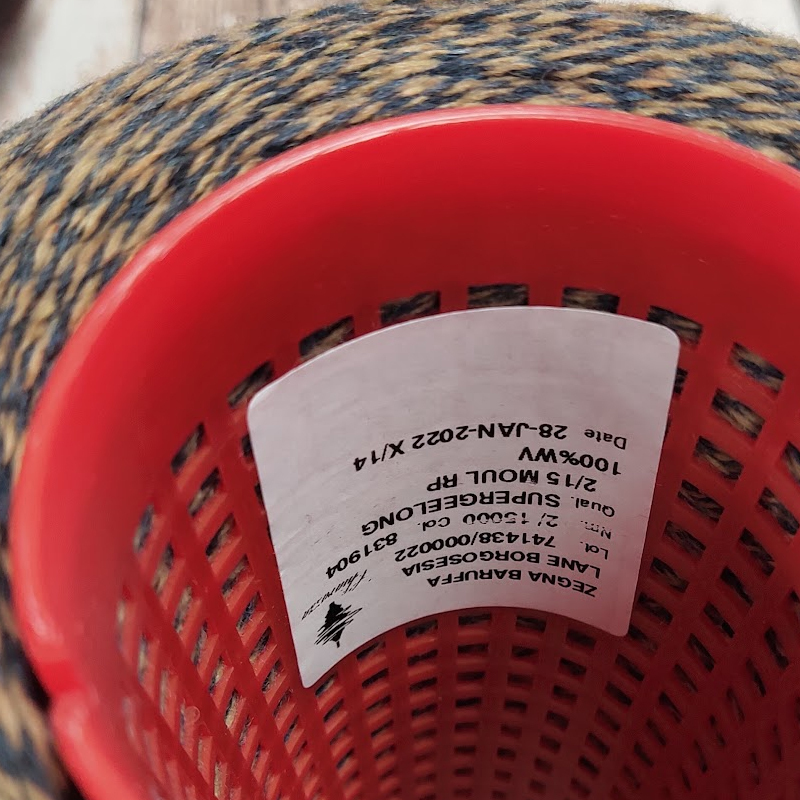 ZEGNA BARUFFA
LANE BORGOSESIA
Chiavazza
Lot. 741438/000022
Nm. 2/15000 Col. 831904
Qual. SUPERGEELONG
2/15 MOUL RP
100%WV
Date 28-JAN-2022 X/14